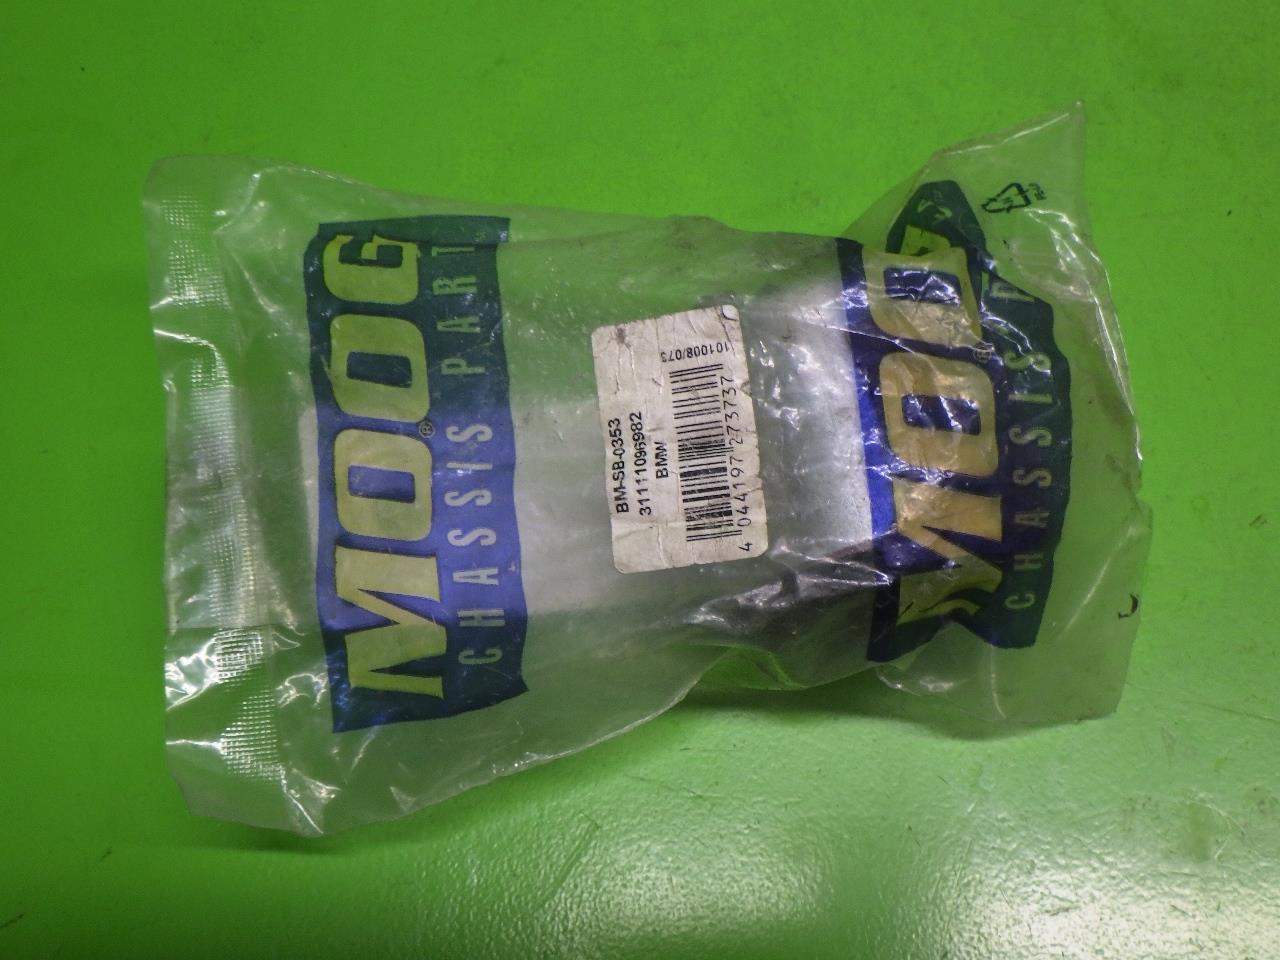 MOOG®
CHASSIS PART
BM-SB-0353
31111096982
BMW
4 044197 273737
101008/073
MOOG®
CHASSIS P